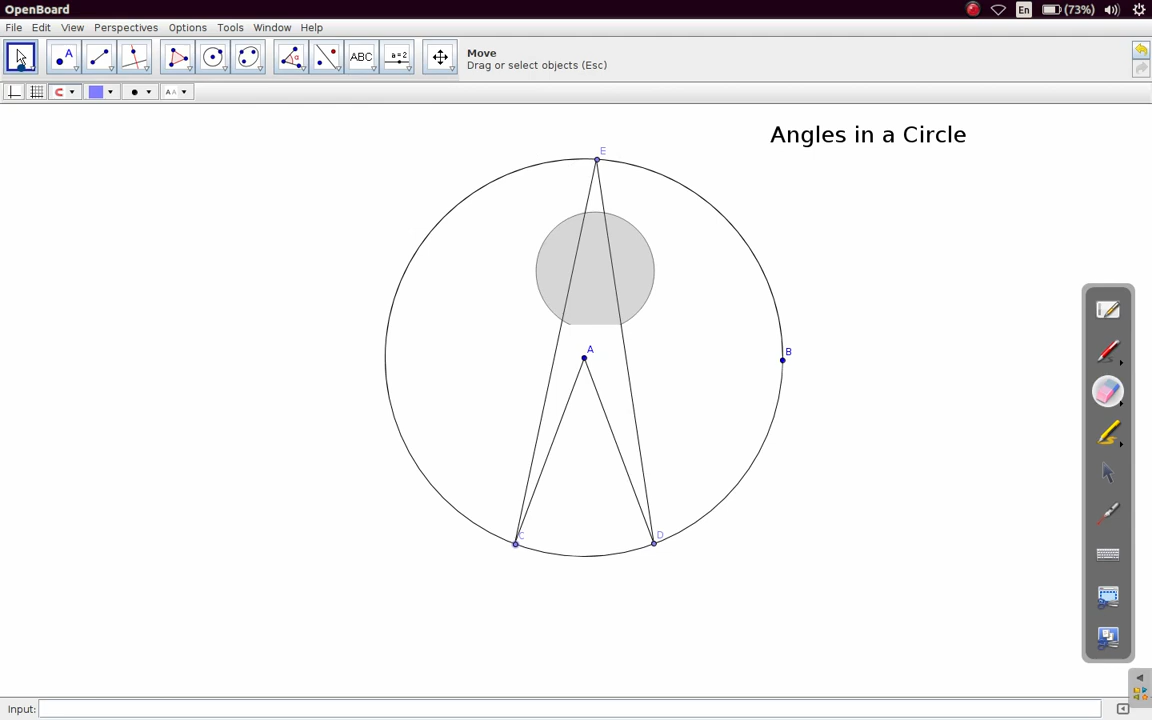 OpenBoard
En
(73%)
File Edit View Perspectives Options Tools Window Help
A
α
ABC
a=2
Move
Drag or select objects (Esc)
A A
Angles in a Circle
E
A
B
C
D
Input: